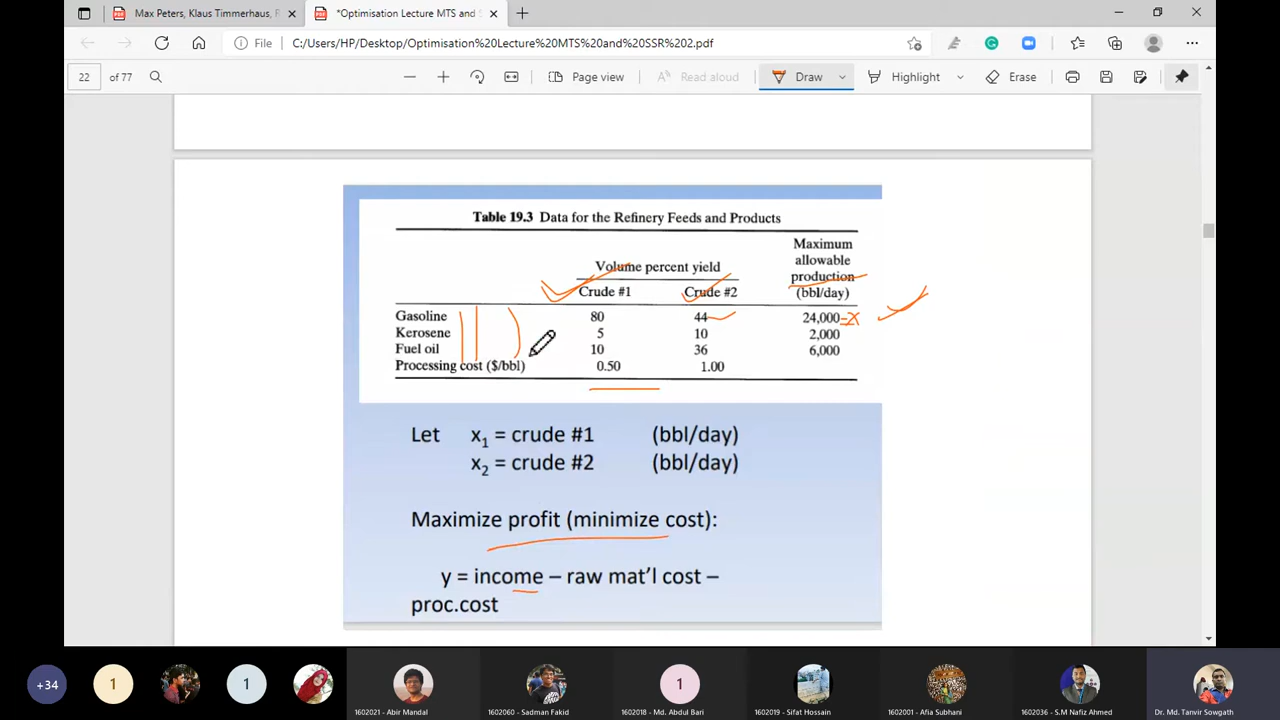 Max Peters, Klaus Timmerhaus,
*Optimisation Lecture MTS and
File C:/Users/HP/Desktop/Optimisation%20Lecture%20MTS%20and%20SSR%202.pdf
22 of 77 Page view Read aloud Draw Highlight Erase
Table 19.3 Data for the Refinery Feeds and Products
Maximum
allowable
Volume percent yield production
Crude #1 Crude #2 (bbl/day)
Gasoline 80 44 24,000 =X
Kerosene 5 10 2,000
Fuel oil 10 36 6,000
Processing cost ($/bbl) 0.50 1.00
Let x₁ = crude #1 (bbl/day)
x₂ = crude #2 (bbl/day)
Maximize profit (minimize cost):
y = income – raw mat'l cost –
proc.cost
+34 1 1 1
1602021 - Abir Mandal 1602060 - Sadman Fakid 1602018 - Md. Abdul Bari 1602019 - Sifat Hossain 1602001 - Afia Subhani 1602036 - S.M Nafiz Ahmed Dr. Md. Tanvir Sowgath